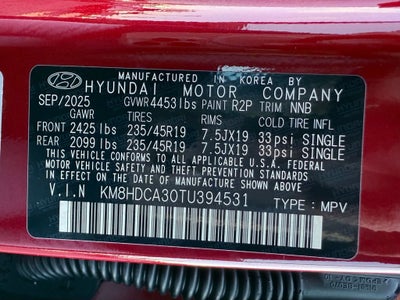 MANUFACTURED IN KOREA BY
HYUNDAI MOTOR COMPANY
SEP/2025 GVWR 4453 lbs PAINT R2P TRIM NNB
GAWR TIRES RIMS COLD TIRE INFL
FRONT 2425 lbs 235/45R19 7.5JX19 33psi SINGLE
REAR 2099 lbs 235/45R19 7.5JX19 33psi SINGLE
THIS VEHICLE CONFORMS TO ALL APPLICABLE U.S. FEDERAL
MOTOR VEHICLE SAFETY AND THEFT PREVENTION STANDARDS
IN EFFECT ON THE DATE OF MANUFACTURE SHOWN ABOVE.
V.I.N KM8HDCA30TU394531 TYPE : MPV